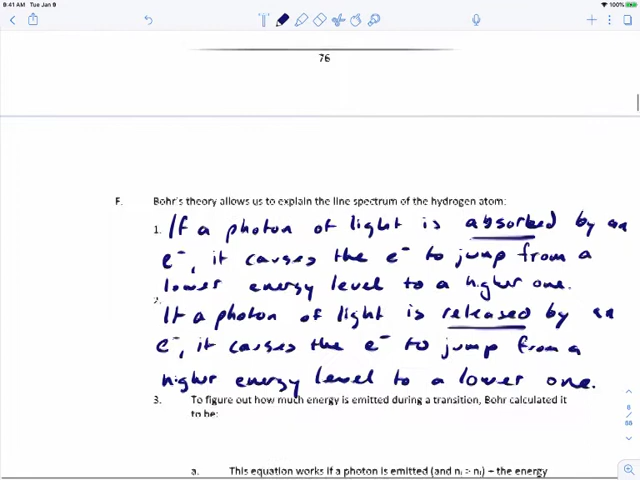 9:41 AM Tue Jan 9
100%
76
F. Bohr's theory allows us to explain the line spectrum of the hydrogen atom:
1. If a photon of light is absorbed by an
e⁻, it causes the e⁻ to jump from a
lower energy level to a higher one.
2.
If a photon of light is released by an
e⁻, it causes the e⁻ to jump from a
higher energy level to a lower one.
3. To figure out how much energy is emitted during a transition, Bohr calculated it
to be:
a. This equation works if a photon is emitted (and
the energy